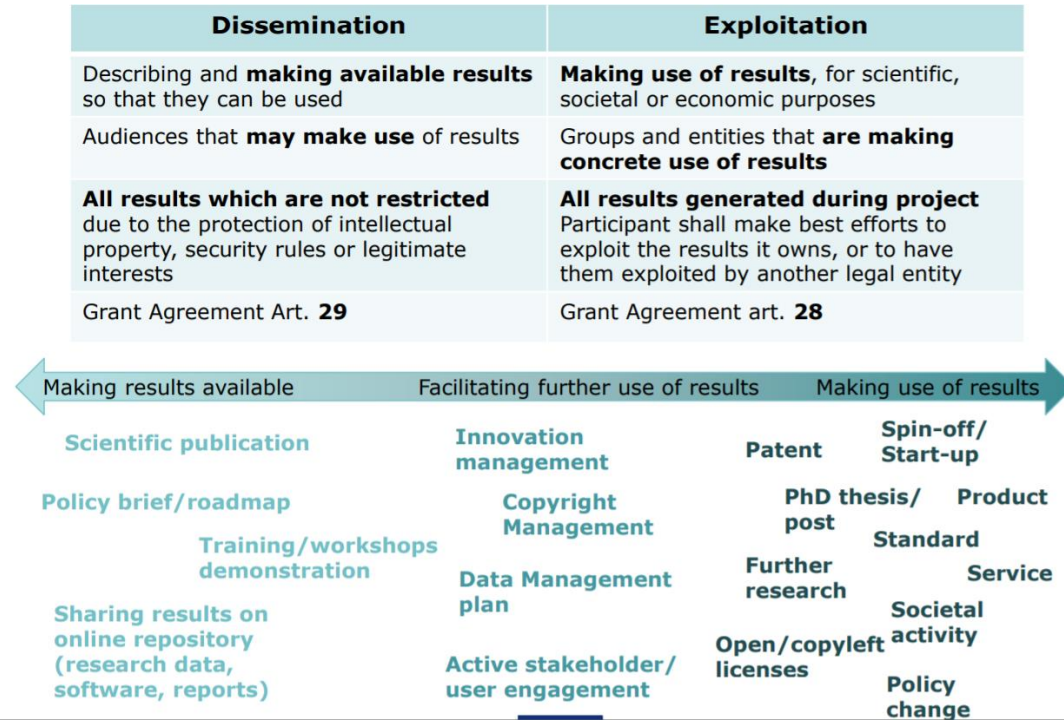 Dissemination
Exploitation
Describing and making available results
so that they can be used
Making use of results, for scientific,
societal or economic purposes
Audiences that may make use of results
Groups and entities that are making
concrete use of results
All results which are not restricted
due to the protection of intellectual
property, security rules or legitimate
interests
All results generated during project
Participant shall make best efforts to
exploit the results it owns, or to have
them exploited by another legal entity
Grant Agreement Art. 29
Grant Agreement art. 28
Making results available
Facilitating further use of results
Making use of results
Scientific publication
Policy brief/roadmap
Training/workshops
demonstration
Sharing results on
online repository
(research data,
software, reports)
Innovation
management
Copyright
Management
Data Management
plan
Active stakeholder/
user engagement
Patent
Spin-off/
Start-up
PhD thesis/
post
Product
Standard
Further
research
Service
Societal
activity
Open/copyleft
licenses
Policy
change